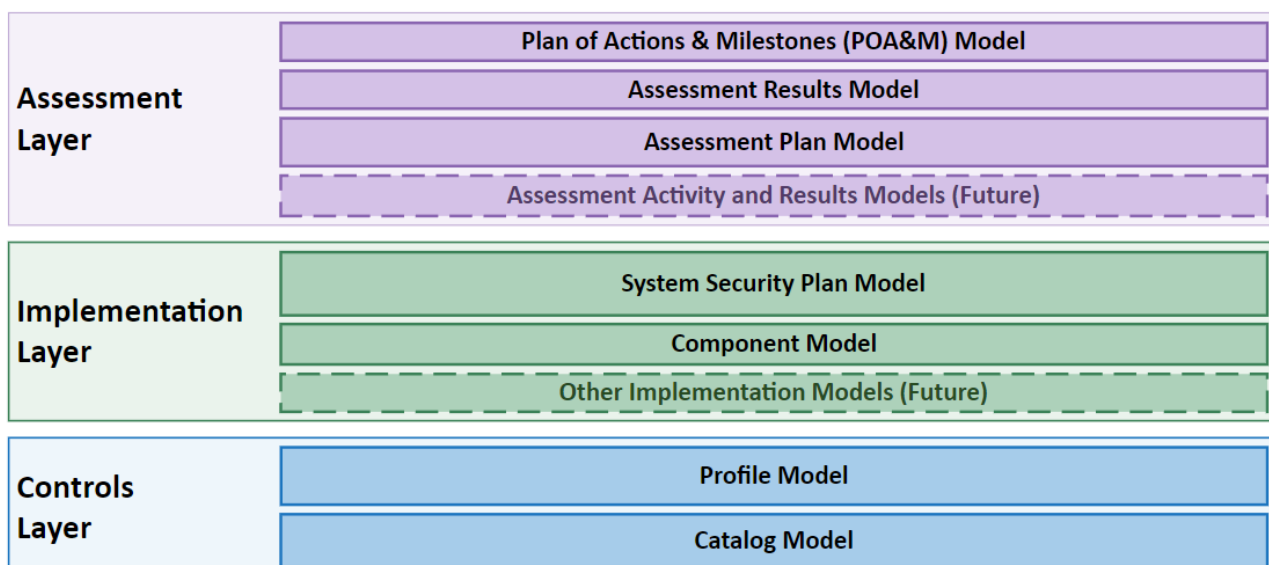 Assessment
Layer
Plan of Actions & Milestones (POA&M) Model
Assessment Results Model
Assessment Plan Model
Assessment Activity and Results Models (Future)
Implementation
Layer
System Security Plan Model
Component Model
Other Implementation Models (Future)
Controls
Layer
Profile Model
Catalog Model